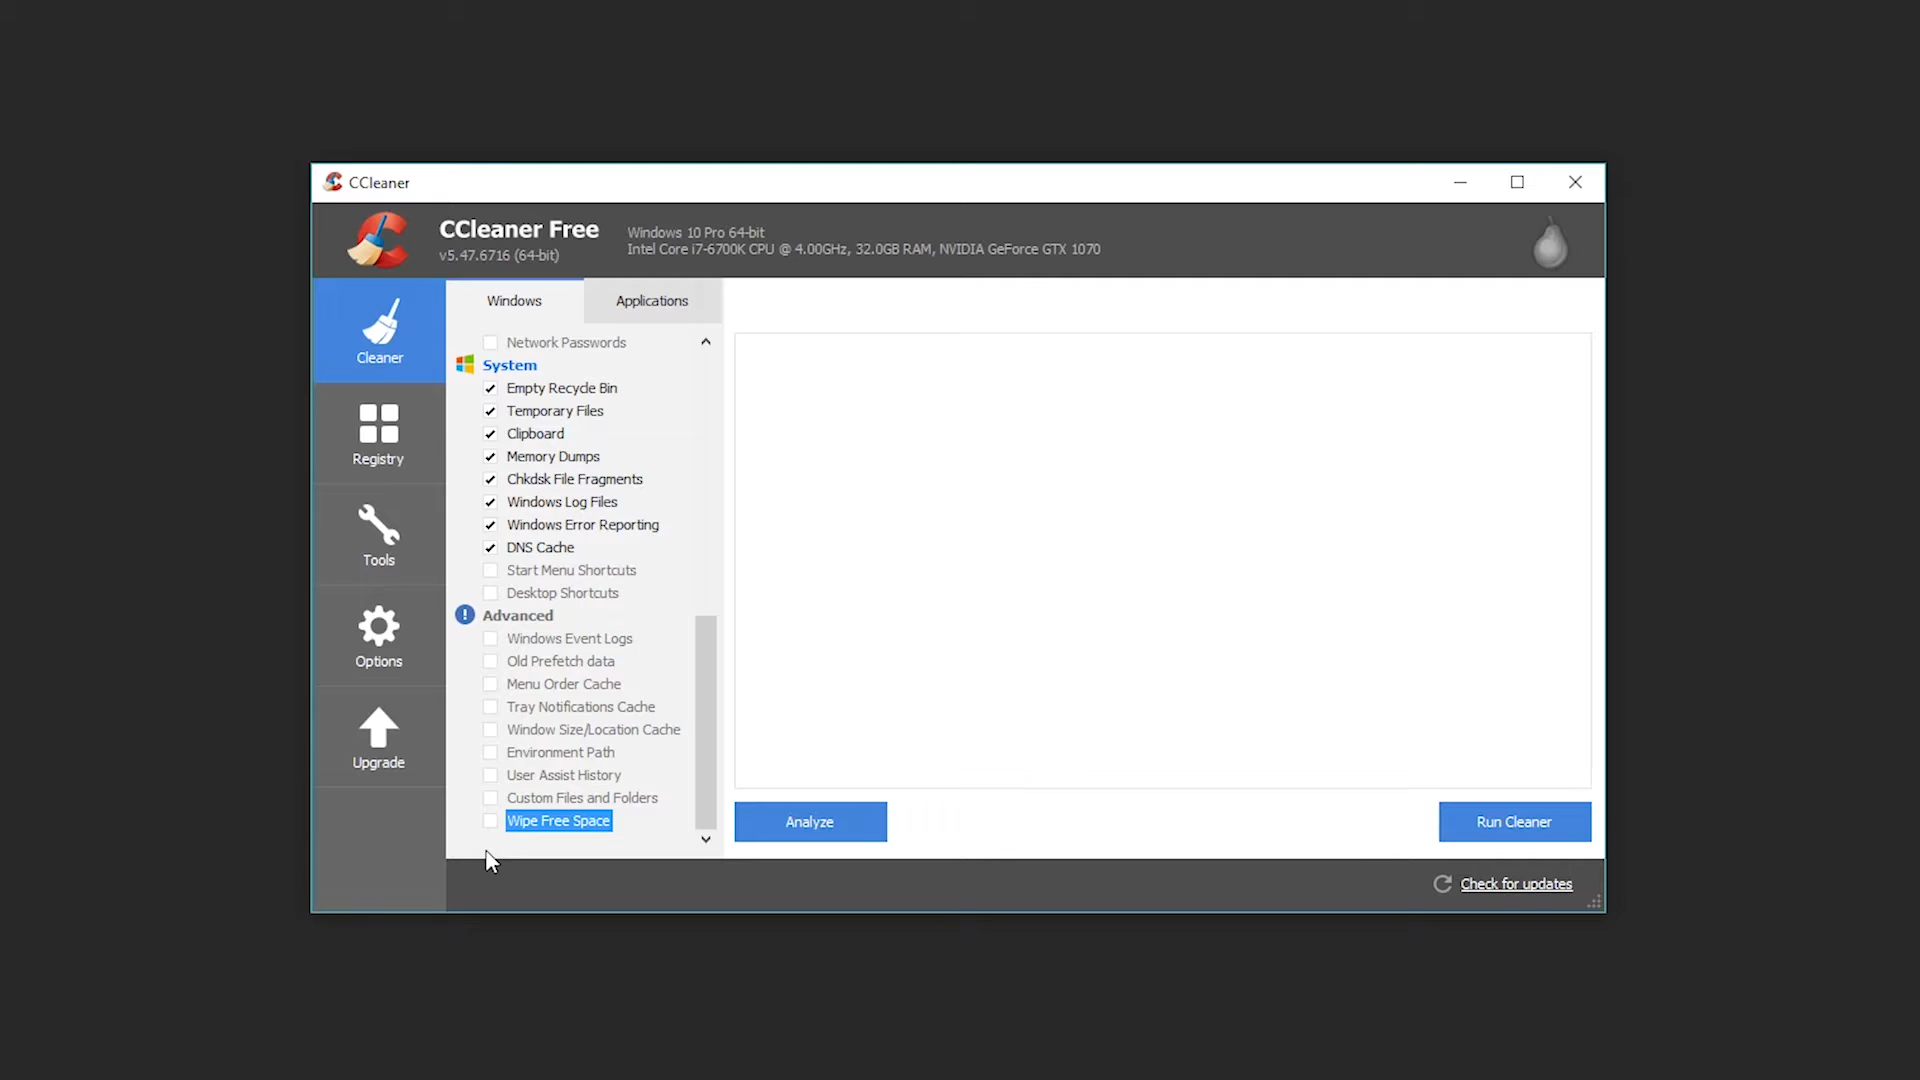 CCleaner
CCleaner Free
v5.47.6716 (64-bit)
Windows 10 Pro 64-bit
Intel Core i7-6700K CPU @ 4.00GHz, 32.0GB RAM, NVIDIA GeForce GTX 1070
Cleaner
Registry
Tools
Options
Upgrade
Windows
Applications
Network Passwords
System
Empty Recycle Bin
Temporary Files
Clipboard
Memory Dumps
Chkdsk File Fragments
Windows Log Files
Windows Error Reporting
DNS Cache
Start Menu Shortcuts
Desktop Shortcuts
Advanced
Windows Event Logs
Old Prefetch data
Menu Order Cache
Tray Notifications Cache
Window Size/Location Cache
Environment Path
User Assist History
Custom Files and Folders
Wipe Free Space
Analyze
Run Cleaner
Check for updates